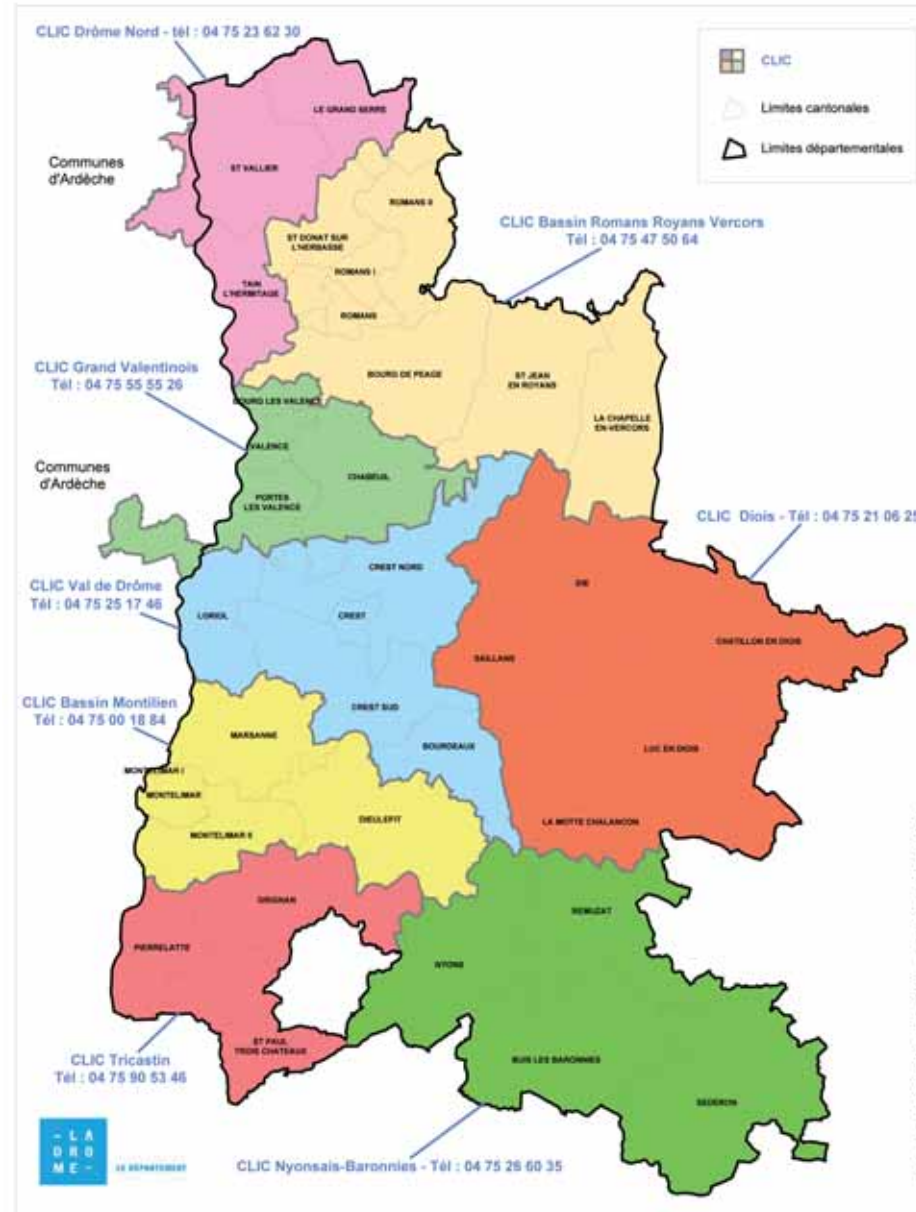 CLIC Drôme Nord - tél : 04 75 23 62 30
CLIC
Limites cantonales
Limites départementales
LE GRAND SERRE
Communes
d'Ardèche
ST VALLIER
ROMANS II
ST DONAT SUR
L'HERBASSE
CLIC Bassin Romans Royans Vercors
Tél : 04 75 47 50 64
ROMANS I
TAIN
L'HERMITAGE
ROMANS
CLIC Grand Valentinois
Tél : 04 75 55 55 26
BOURG DE PEAGE
ST JEAN
EN ROYANS
BOURG LES VALENCE
LA CHAPELLE
EN-VERCORS
VALENCE
Communes
d'Ardèche
CHABEUIL
PORTES
LES VALENCE
CLIC Diois - Tél : 04 75 21 06 25
CREST NORD
CLIC Val de Drôme
Tél : 04 75 25 17 46
DIE
LORIOL
CREST
CHATILLON EN DIOIS
SAILLANS
CLIC Bassin Montilien
Tél : 04 75 00 18 84
CREST SUD
MARSANNE
BOURDEAUX
LUC EN DIOIS
MONTELIMAR I
MONTELIMAR
DIEULEFIT
LA MOTTE CHALANCON
MONTELIMAR II
GRIGNAN
REMUZAT
PIERRELATTE
NYONS
ST PAUL
TROIS CHATEAUX
CLIC Tricastin
Tél : 04 75 90 53 46
BUIS LES BARONNIES
SEDERON
- LA
DRO
ME -
LE DÉPARTEMENT
CLIC Nyonsais-Baronnies - Tél : 04 75 26 60 35